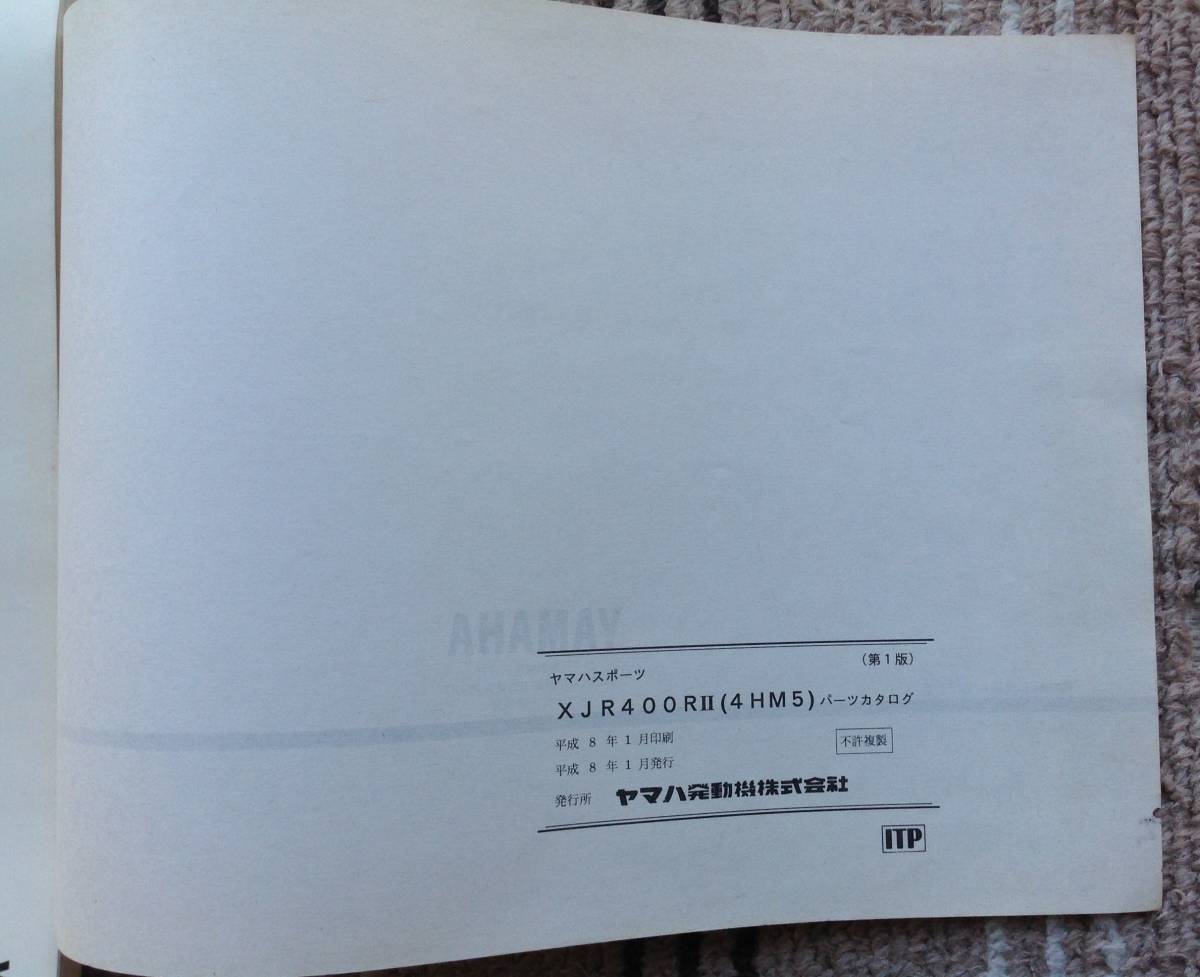 YAMAHA
(第1版)
ヤマハスポーツ
XJR400RII(4HM5)パーツカタログ
平成 8 年 1 月印刷
不許複製
平成 8 年 1 月発行
発行所 ヤマハ発動機株式会社
ITP